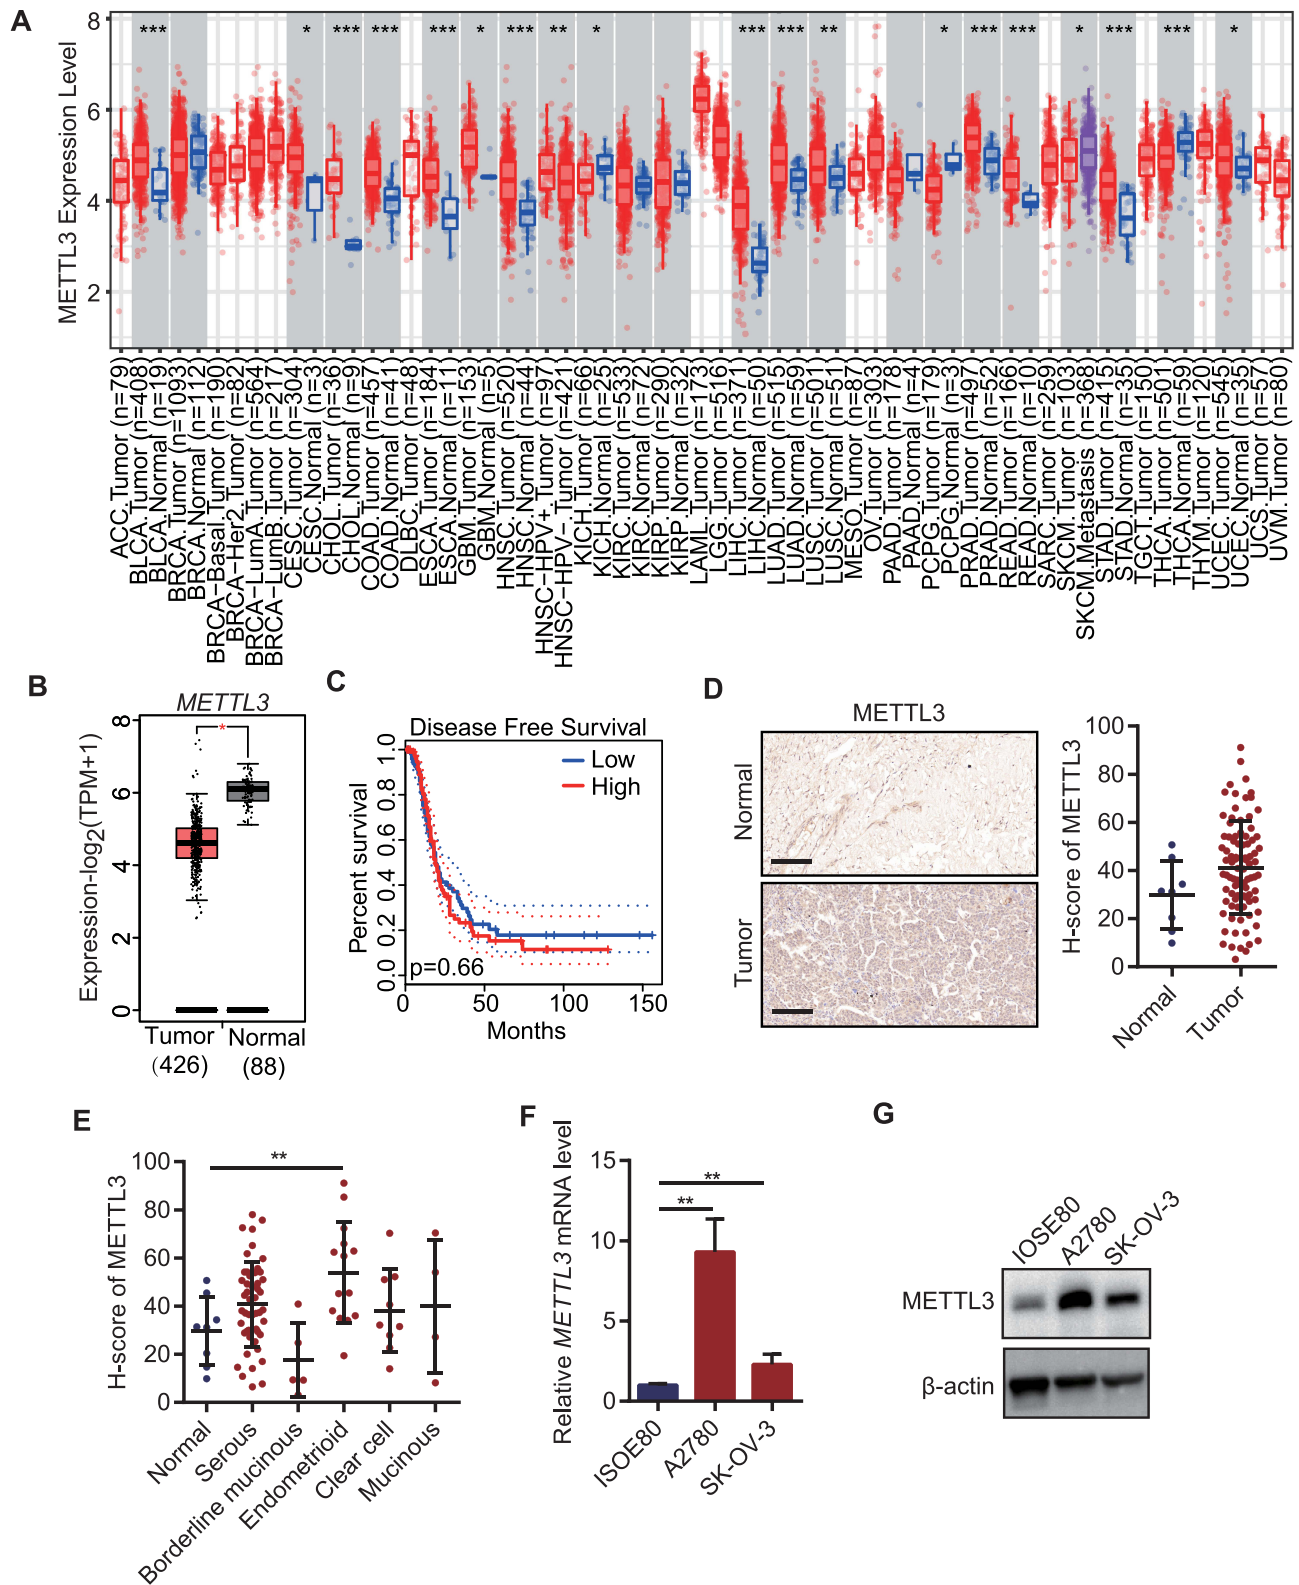 A
METTL3 Expression Level
8
6
4
2
*** * *** *** *** * *** ** * *** *** ** * *** *** * *** *** *
ACC.Tumor (n=79)
BLCA.Tumor (n=408)
BLCA.Normal (n=19)
BRCA.Tumor (n=1093)
BRCA.Normal (n=112)
BRCA-Basal.Tumor (n=190)
BRCA-Her2.Tumor (n=82)
BRCA-LumA.Tumor (n=564)
BRCA-LumB.Tumor (n=217)
CESC.Tumor (n=304)
CESC.Normal (n=3)
CHOL.Tumor (n=36)
CHOL.Normal (n=9)
COAD.Tumor (n=457)
COAD.Normal (n=41)
DLBC.Tumor (n=48)
ESCA.Tumor (n=184)
ESCA.Normal (n=11)
GBM.Tumor (n=153)
GBM.Normal (n=5)
HNSC.Tumor (n=520)
HNSC.Normal (n=44)
HNSC-HPV+.Tumor (n=97)
HNSC-HPV-.Tumor (n=421)
KICH.Tumor (n=66)
KICH.Normal (n=25)
KIRC.Tumor (n=533)
KIRC.Normal (n=72)
KIRP.Tumor (n=290)
KIRP.Normal (n=32)
LAML.Tumor (n=173)
LGG.Tumor (n=516)
LIHC.Tumor (n=371)
LIHC.Normal (n=50)
LUAD.Tumor (n=515)
LUAD.Normal (n=59)
LUSC.Tumor (n=501)
LUSC.Normal (n=51)
MESO.Tumor (n=87)
OV.Tumor (n=303)
PAAD.Tumor (n=178)
PAAD.Normal (n=4)
PCPG.Tumor (n=179)
PCPG.Normal (n=3)
PRAD.Tumor (n=497)
PRAD.Normal (n=52)
READ.Tumor (n=166)
READ.Normal (n=10)
SARC.Tumor (n=259)
SKCM.Tumor (n=103)
SKCM.Metastasis (n=368)
STAD.Tumor (n=415)
STAD.Normal (n=35)
TGCT.Tumor (n=150)
THCA.Tumor (n=501)
THCA.Normal (n=59)
THYM.Tumor (n=120)
UCEC.Tumor (n=545)
UCEC.Normal (n=35)
UCS.Tumor (n=57)
UVM.Tumor (n=80)
B
METTL3
Expression-log2(TPM+1)
8
6
4
2
0
*
Tumor
(426)
Normal
(88)
C
Disease Free Survival
Low
High
Percent survival
1.0
0.8
0.6
0.4
0.2
0.0
p=0.66
0 50 100 150
Months
D
METTL3
Normal
Tumor
H-score of METTL3
100
80
60
40
20
0
Normal
Tumor
E
H-score of METTL3
100
80
60
40
20
0
**
Normal
Serous
Borderline mucinous
Endometrioid
Clear cell
Mucinous
F
Relative METTL3 mRNA level
15
10
5
0
**
**
ISOE80
A2780
SK-OV-3
G
IOSE80
A2780
SK-OV-3
METTL3
β-actin